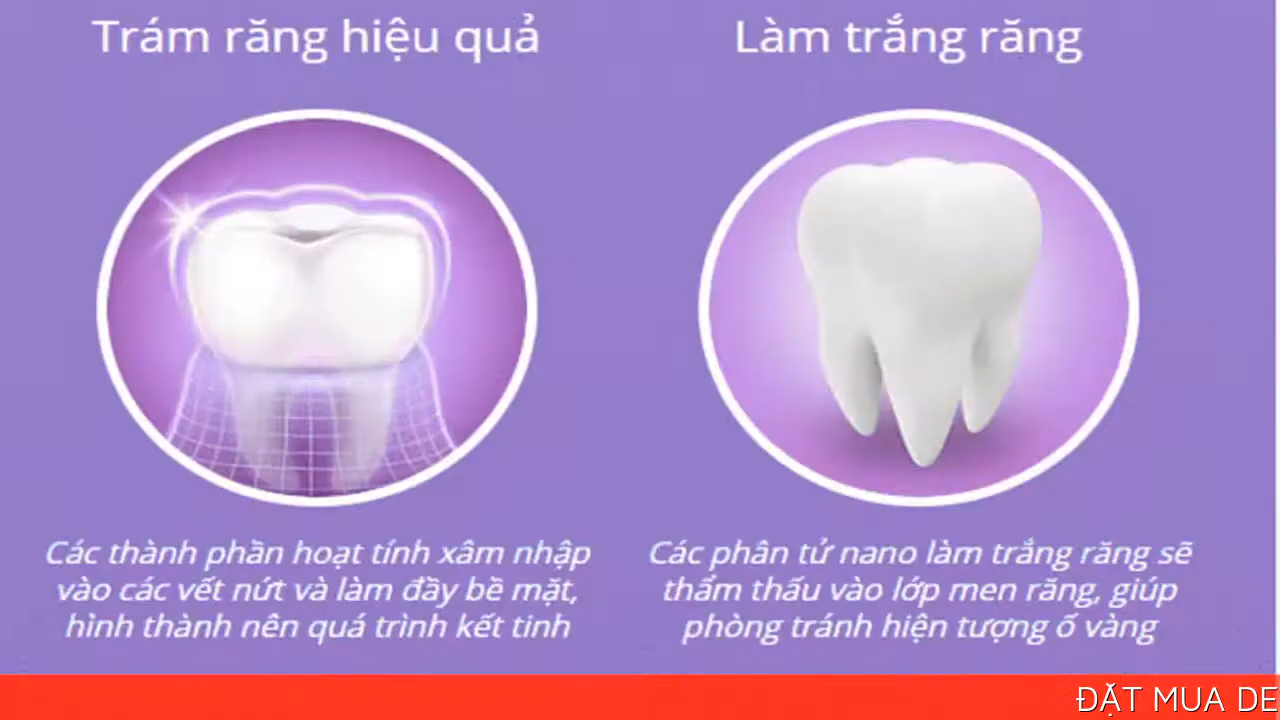 Trám răng hiệu quả
Làm trắng răng
Các thành phần hoạt tính xâm nhập
vào các vết nứt và làm đầy bề mặt,
hình thành nên quá trình kết tinh
Các phân tử nano làm trắng răng sẽ
thẩm thấu vào lớp men răng, giúp
phòng tránh hiện tượng ố vàng
ĐẶT MUA DE